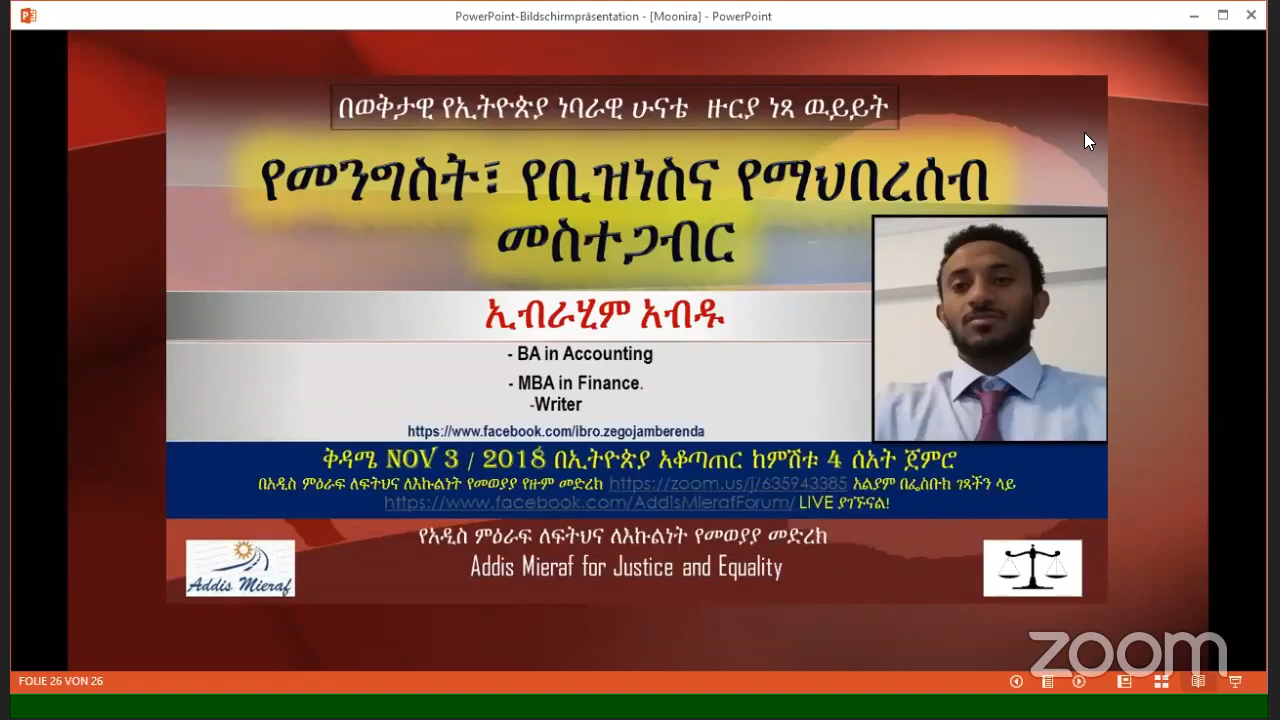 PowerPoint-Bildschirmpräsentation - [Moonira] - PowerPoint
በወቅታዊ የኢትዮጵያ ነባራዊ ሁናቴ ዙርያ ነጻ ዉይይት
የመንግስት፣ የቢዝነስና የማህበረሰብ
መስተጋብር
ኢብራሂም አብዱ
- BA in Accounting
- MBA in Finance.
-Writer
https://www.facebook.com/ibro.zegojamberenda
ቅዳሜ NOV 3 / 2018 በኢትዮጵያ አቆጣጠር ከምሽቱ 4 ሰአት ጀምሮ
በአዲስ ምዕራፍ ለፍትህና ለእኩልነት የመወያያ የዙም መድረክ https://zoom.us/j/635943385 አልያም በፌስቡክ ገጻችን ላይ
https://www.facebook.com/AddisMierafForum/ LIVE ያገኙናል!
የአዲስ ምዕራፍ ለፍትህና ለእኩልነት የመወያያ መድረክ
Addis Mieraf for Justice and Equality
Addis Mieraf
zoom
FOLIE 26 VON 26